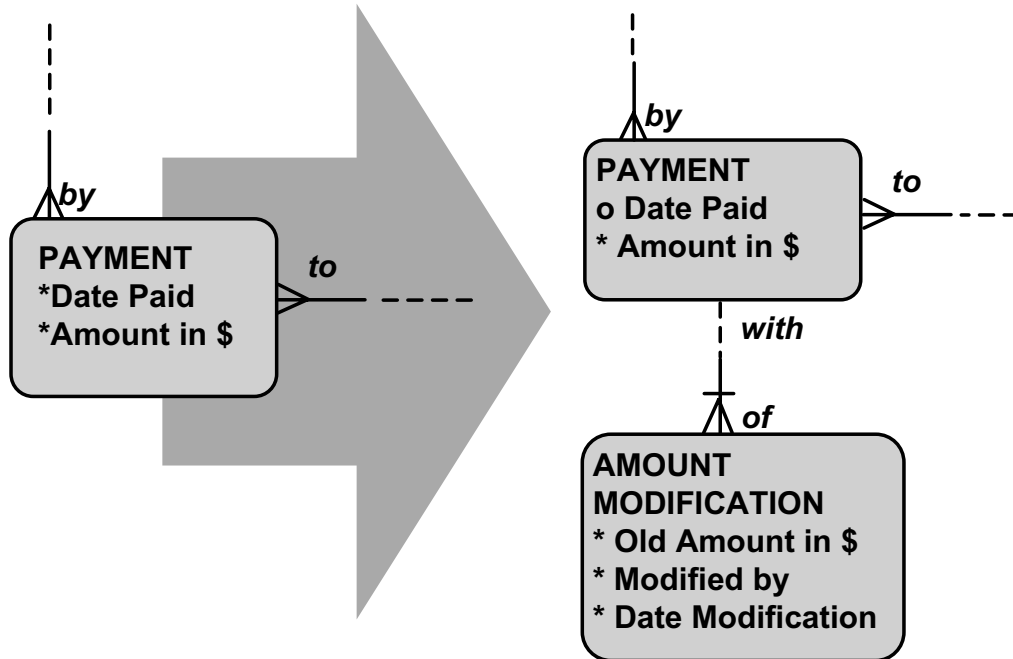 by
PAYMENT
*Date Paid
*Amount in $
to
by
PAYMENT
o Date Paid
* Amount in $
to
with
of
AMOUNT
MODIFICATION
* Old Amount in $
* Modified by
* Date Modification